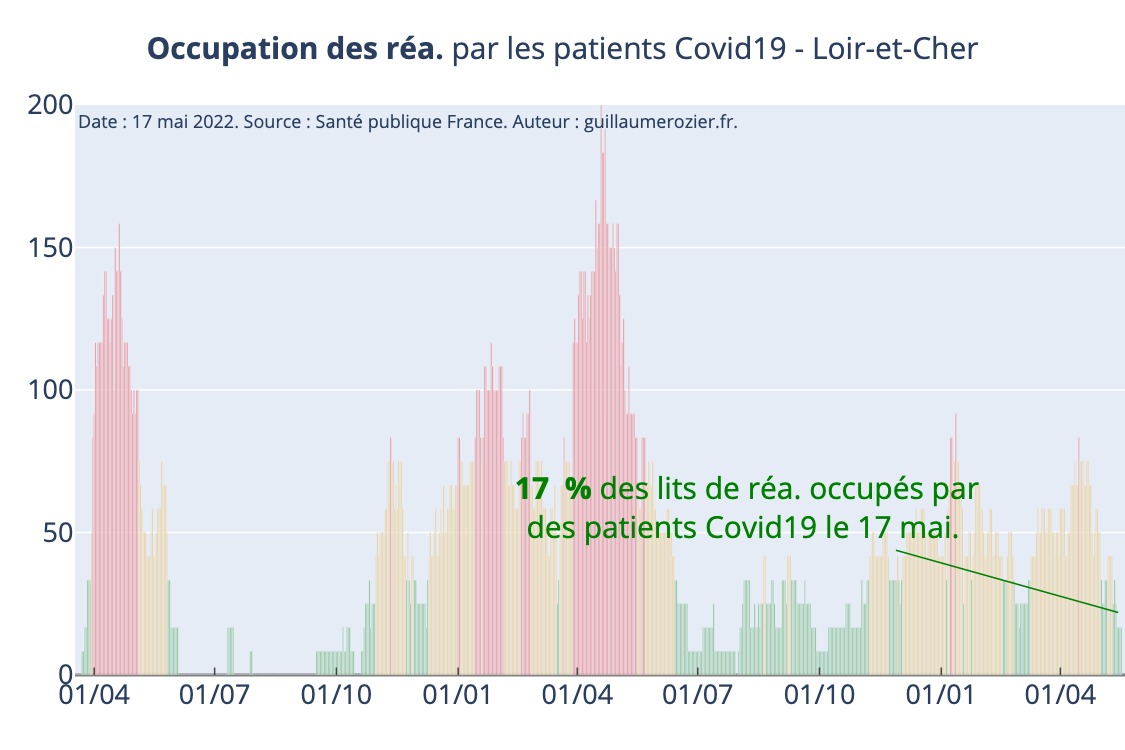 Occupation des réa. par les patients Covid19 - Loir-et-Cher
200
Date : 17 mai 2022. Source : Santé publique France. Auteur : guillaumerozier.fr.
150
100
17 % des lits de réa. occupés par
des patients Covid19 le 17 mai.
50
0
01/04 01/07 01/10 01/01 01/04 01/07 01/10 01/01 01/04